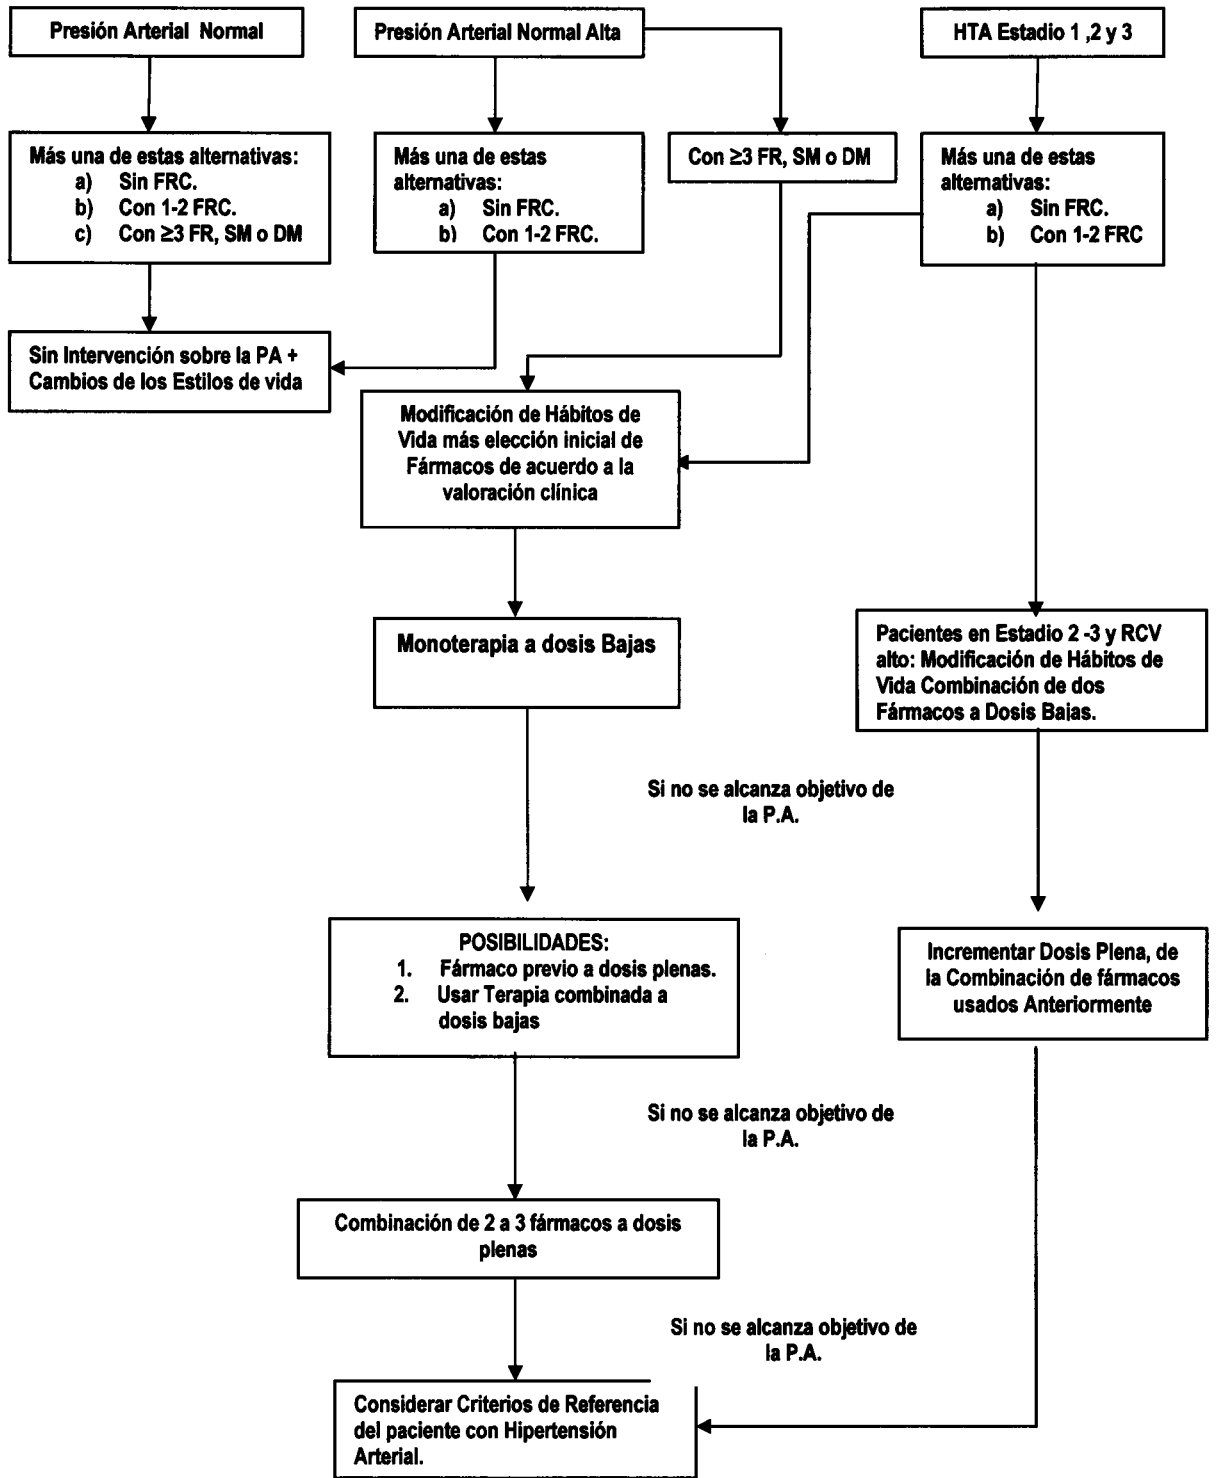 Presión Arterial Normal
Presión Arterial Normal Alta
HTA Estadio 1 ,2 y 3
Más una de estas alternativas:
a) Sin FRC.
b) Con 1-2 FRC.
c) Con ≥3 FR, SM o DM
Más una de estas
alternativas:
a) Sin FRC.
b) Con 1-2 FRC.
Con ≥3 FR, SM o DM
Más una de estas
alternativas:
a) Sin FRC.
b) Con 1-2 FRC
Sin Intervención sobre la PA +
Cambios de los Estilos de vida
Modificación de Hábitos de
Vida más elección inicial de
Fármacos de acuerdo a la
valoración clínica
Monoterapia a dosis Bajas
Pacientes en Estadio 2 -3 y RCV
alto: Modificación de Hábitos de
Vida Combinación de dos
Fármacos a Dosis Bajas.
Si no se alcanza objetivo de
la P.A.
POSIBILIDADES:
1. Fármaco previo a dosis plenas.
2. Usar Terapia combinada a
dosis bajas
Incrementar Dosis Plena, de
la Combinación de fármacos
usados Anteriormente
Si no se alcanza objetivo de
la P.A.
Combinación de 2 a 3 fármacos a dosis
plenas
Si no se alcanza objetivo de
la P.A.
Considerar Criterios de Referencia
del paciente con Hipertensión
Arterial.